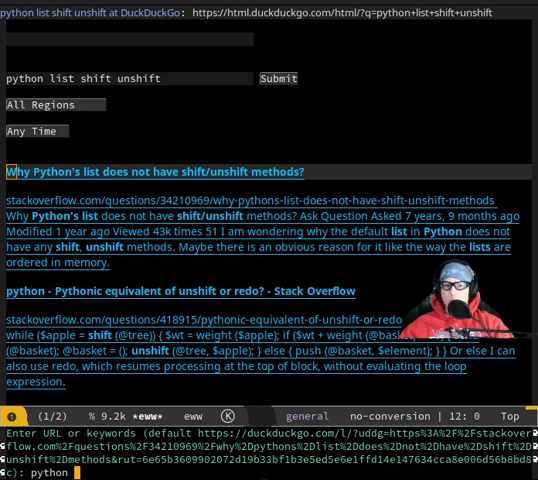 python list shift unshift at DuckDuckGo: https://html.duckduckgo.com/html/?q=python+list+shift+unshift
python list shift unshift
Submit
All Regions
Any Time
Why Python's list does not have shift/unshift methods?
stackoverflow.com/questions/34210969/why-pythons-list-does-not-have-shift-unshift-methods
Why Python's list does not have shift/unshift methods? Ask Question Asked 7 years, 9 months ago
Modified 1 year ago Viewed 43k times 51 I am wondering why the default list in Python does not
have any shift, unshift methods. Maybe there is an obvious reason for it like the way the lists are
ordered in memory.
python - Pythonic equivalent of unshift or redo? - Stack Overflow
stackoverflow.com/questions/418915/pythonic-equivalent-of-unshift-or-redo
while ($apple = shift (@tree)) { $wt = weight ($apple); if ($wt + weight (@basket
(@basket); @basket = (); unshift (@tree, $apple); } else { push (@basket, $element); } } Or else I can
also use redo, which resumes processing at the top of block, without evaluating the loop
expression.
1 (1/2) % 9.2k *eww* eww K general no-conversion | 12: 0 Top
Enter URL or keywords (default https://duckduckgo.com/l/?uddg=https%3A%2F%2Fstackover
flow.com%2Fquestions%2F34210969%2Fwhy%2Dpythons%2Dlist%2Ddoes%2Dnot%2Dhave%2Dshift%2D
unshift%2Dmethods&rut=6e65b3609902072d19b33bf1b3e5ed5e6e1ffd14e147634cca8e006d56b8bd8
c): python